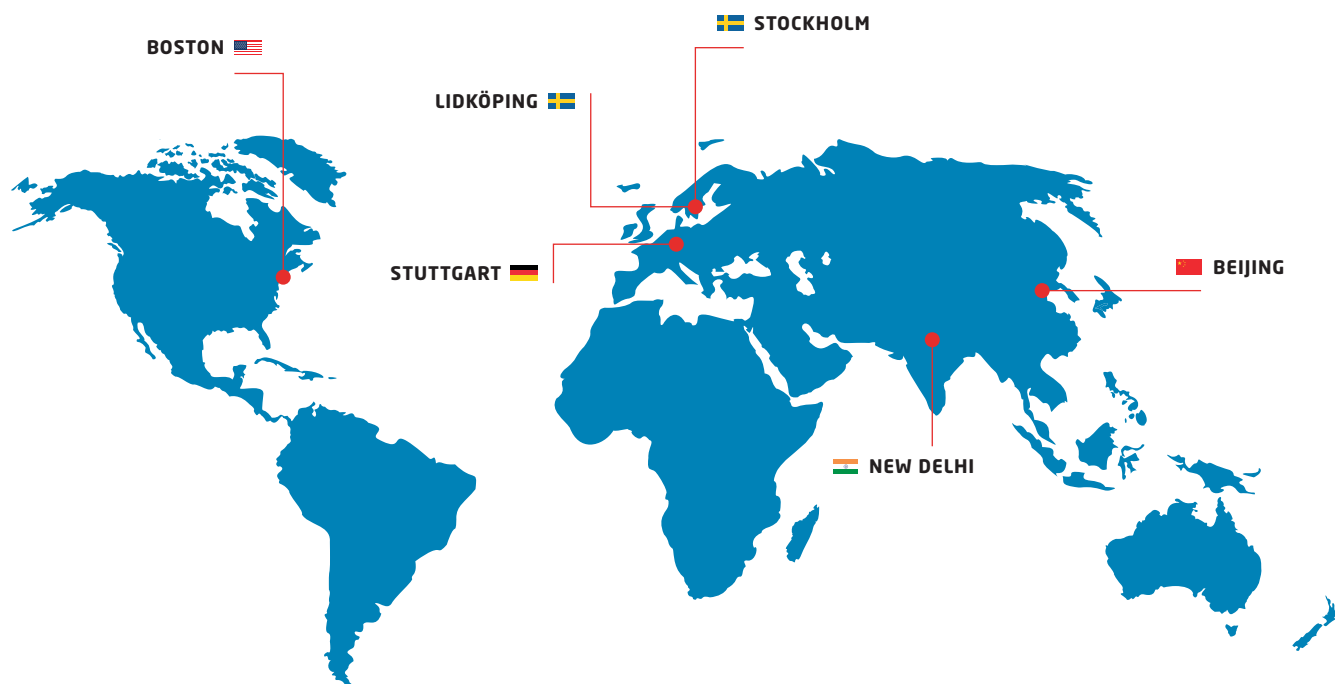 STOCKHOLM
BOSTON
LIDKÖPING
STUTTGART
BEIJING
NEW DELHI